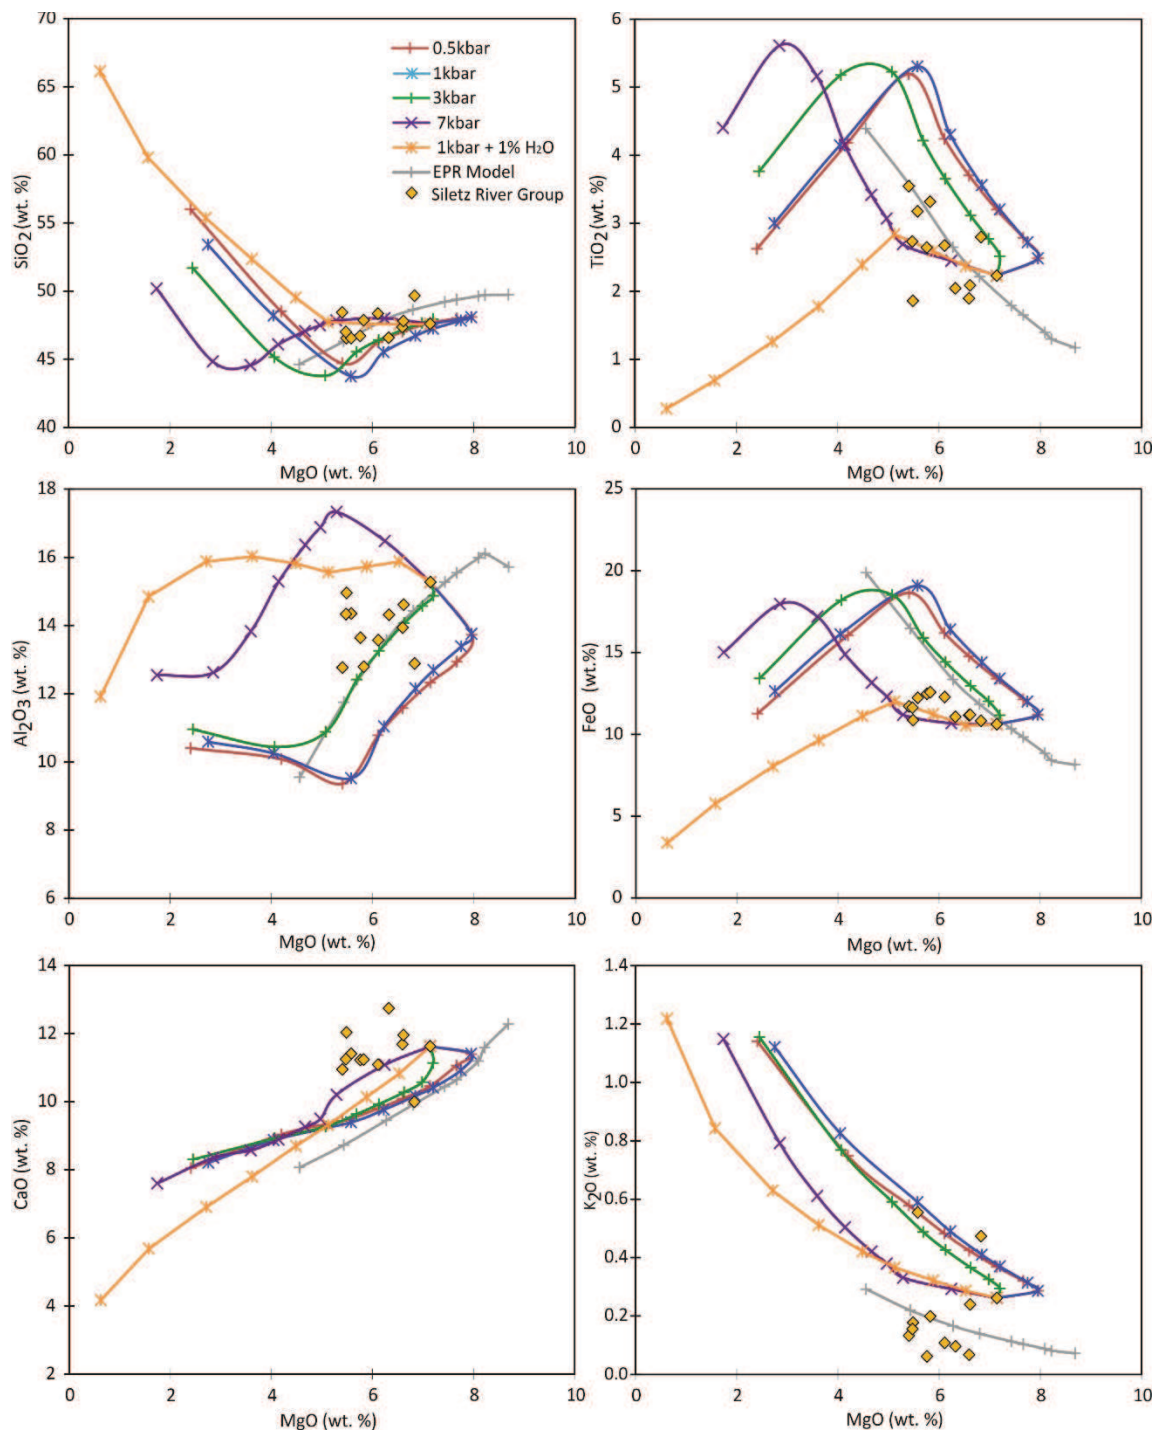 70
65
60
55
50
45
40
SiO2 (wt. %)
0 2 4 6 8 10
MgO (wt. %)
0.5kbar
1kbar
3kbar
7kbar
1kbar + 1% H2O
EPR Model
Siletz River Group
6
5
4
3
2
1
0
TiO2 (wt. %)
0 2 4 6 8 10
MgO (wt. %)
18
16
14
12
10
8
6
Al2O3 (wt. %)
0 2 4 6 8 10
MgO (wt. %)
25
20
15
10
5
0
FeO (wt.%)
0 2 4 6 8 10
Mgo (wt. %)
14
12
10
8
6
4
2
CaO (wt. %)
0 2 4 6 8 10
MgO (wt. %)
1.4
1.2
1.0
0.8
0.6
0.4
0.2
0.0
K2O (wt. %)
0 2 4 6 8 10
MgO (wt. %)